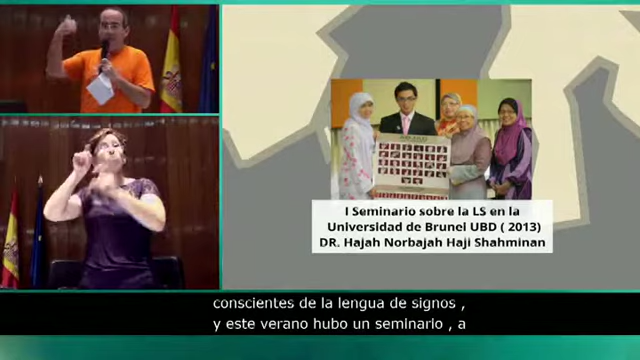 I Seminario sobre la LS en la
Universidad de Brunei UBD ( 2013)
DR. Hajah Norbajah Haji Shahminan
conscientes de la lengua de signos ,
y este verano hubo un seminario , a